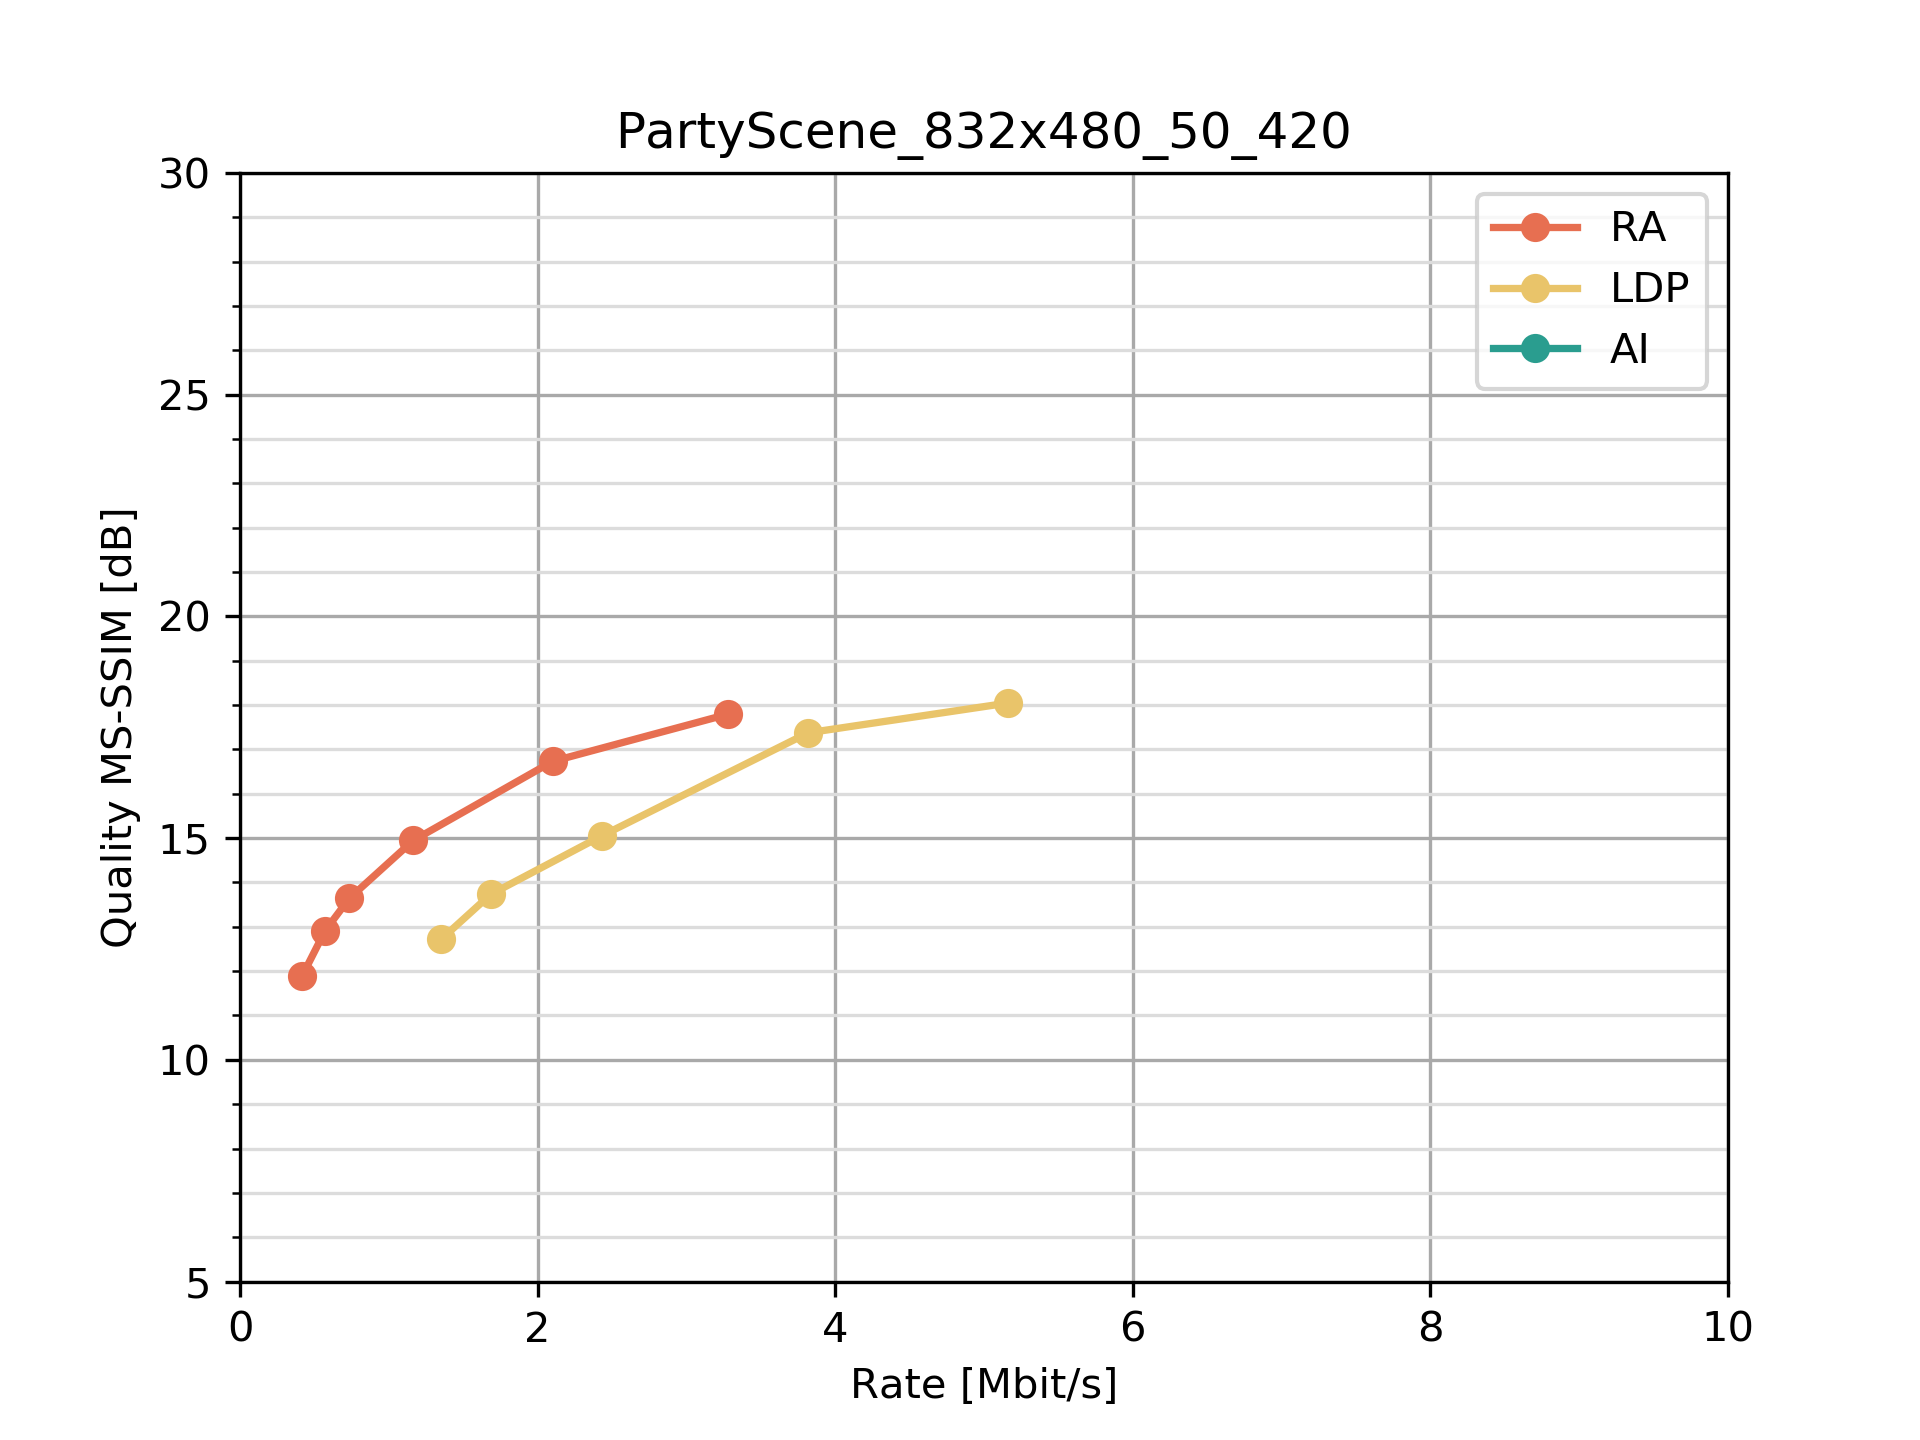 PartyScene_832x480_50_420
30
25
20
15
10
5
Quality MS-SSIM [dB]
0 2 4 6 8 10
Rate [Mbit/s]
RA
LDP
AI